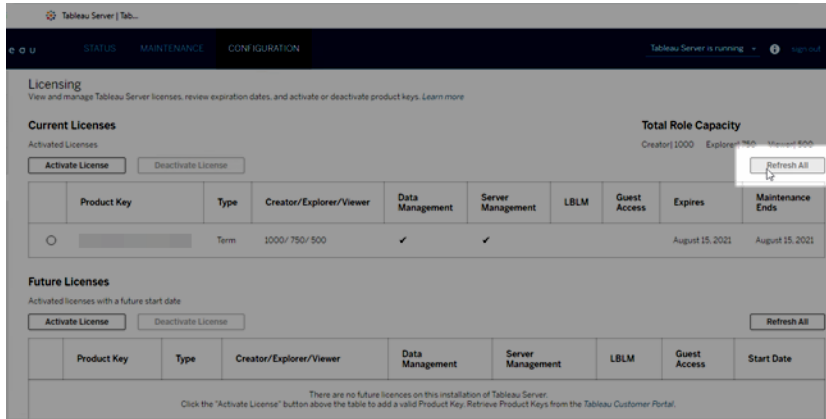 Tableau Server | Tab...
e a u STATUS MAINTENANCE CONFIGURATION Tableau Server is running sign out
Licensing
View and manage Tableau Server licenses, review expiration dates, and activate or deactivate product keys. Learn more
Current Licenses Total Role Capacity
Activated Licenses Creator| 1000 Explorer| 750 Viewer| 500
Activate License Deactivate License Refresh All
Product Key Type Creator/Explorer/Viewer Data Management Server Management LBLM Guest Access Expires Maintenance Ends
Term 1000/ 750/ 500 ✔ ✔ August 15, 2021 August 15, 2021
Future Licenses
Activated licenses with a future start date
Activate License Deactivate License Refresh All
Product Key Type Creator/Explorer/Viewer Data Management Server Management LBLM Guest Access Start Date
There are no future licences on this installation of Tableau Server.
Click the "Activate License" button above the table to add a valid Product Key. Retrieve Product Keys from the Tableau Customer Portal.